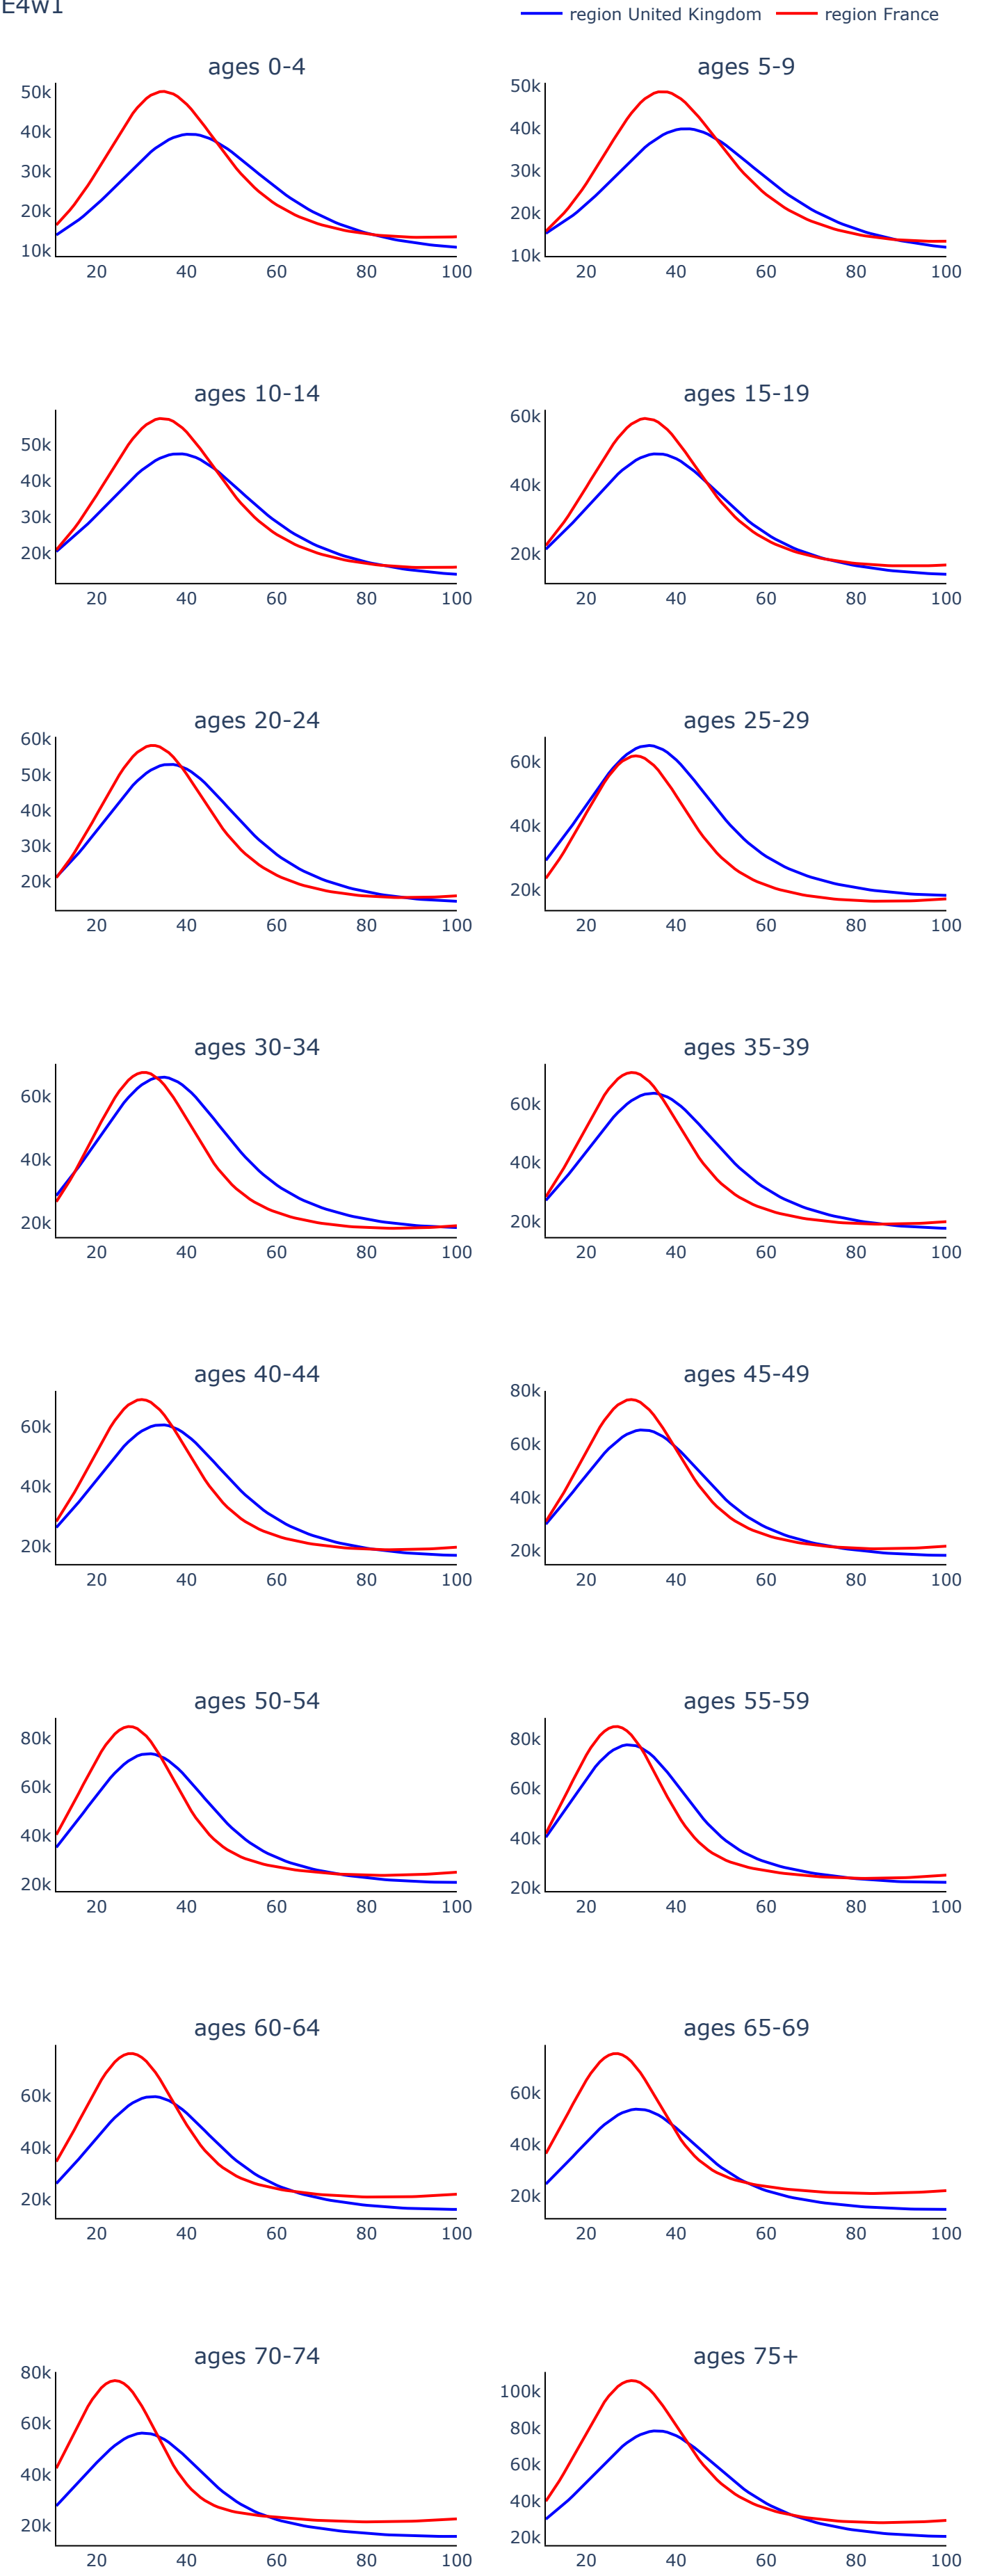 E4w1
region United Kingdom region France
ages 0-4 ages 5-9
50k
40k
30k
20k
10k
20 40 60 80 100
50k
40k
30k
20k
10k
20 40 60 80 100
ages 10-14 ages 15-19
50k
40k
30k
20k
20 40 60 80 100
60k
40k
20k
20 40 60 80 100
ages 20-24 ages 25-29
60k
50k
40k
30k
20k
20 40 60 80 100
60k
40k
20k
20 40 60 80 100
ages 30-34 ages 35-39
60k
40k
20k
20 40 60 80 100
60k
40k
20k
20 40 60 80 100
ages 40-44 ages 45-49
60k
40k
20k
20 40 60 80 100
80k
60k
40k
20k
20 40 60 80 100
ages 50-54 ages 55-59
80k
60k
40k
20k
20 40 60 80 100
80k
60k
40k
20k
20 40 60 80 100
ages 60-64 ages 65-69
60k
40k
20k
20 40 60 80 100
60k
40k
20k
20 40 60 80 100
ages 70-74 ages 75+
80k
60k
40k
20k
20 40 60 80 100
100k
80k
60k
40k
20k
20 40 60 80 100